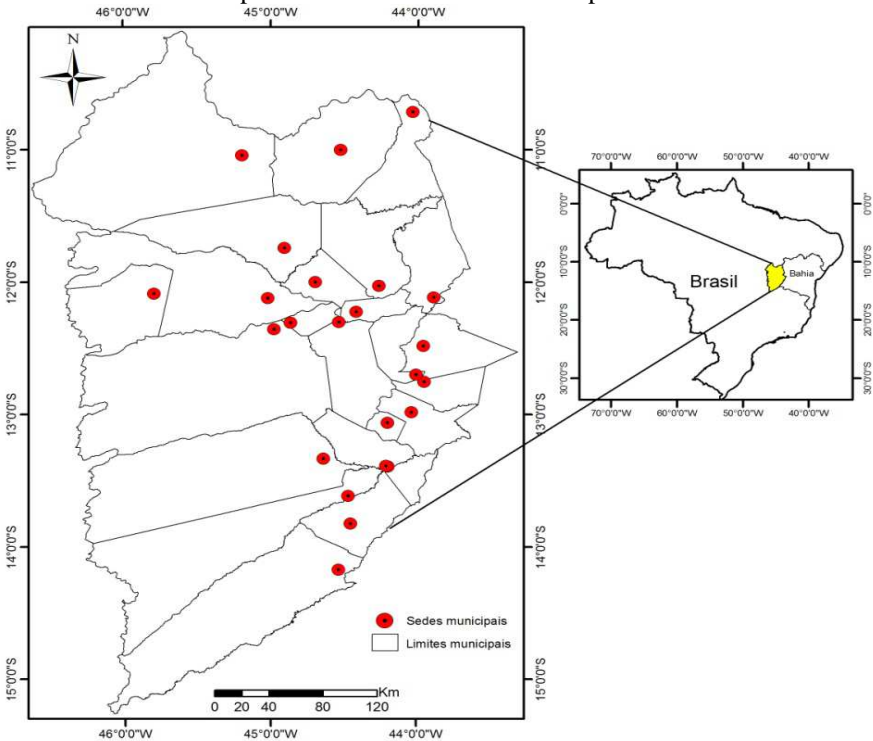 46°0'0"W 45°0'0"W 44°0'0"W
N
11°0'0"S 11°0'0"S
70°0'0"W 60°0'0"W 50°0'0"W 40°0'0"W
0°0'0" 0°0'0"
12°0'0"S 12°0'0"S
10°0'0"S Brasil Bahia 10°0'0"S
20°0'0"S 20°0'0"S
30°0'0"S 30°0'0"S
13°0'0"S 13°0'0"S
70°0'0"W 60°0'0"W 50°0'0"W 40°0'0"W
14°0'0"S 14°0'0"S
Sedes municipais
Limites municipais
15°0'0"S 15°0'0"S
Km
0 20 40 80 120
46°0'0"W 45°0'0"W 44°0'0"W